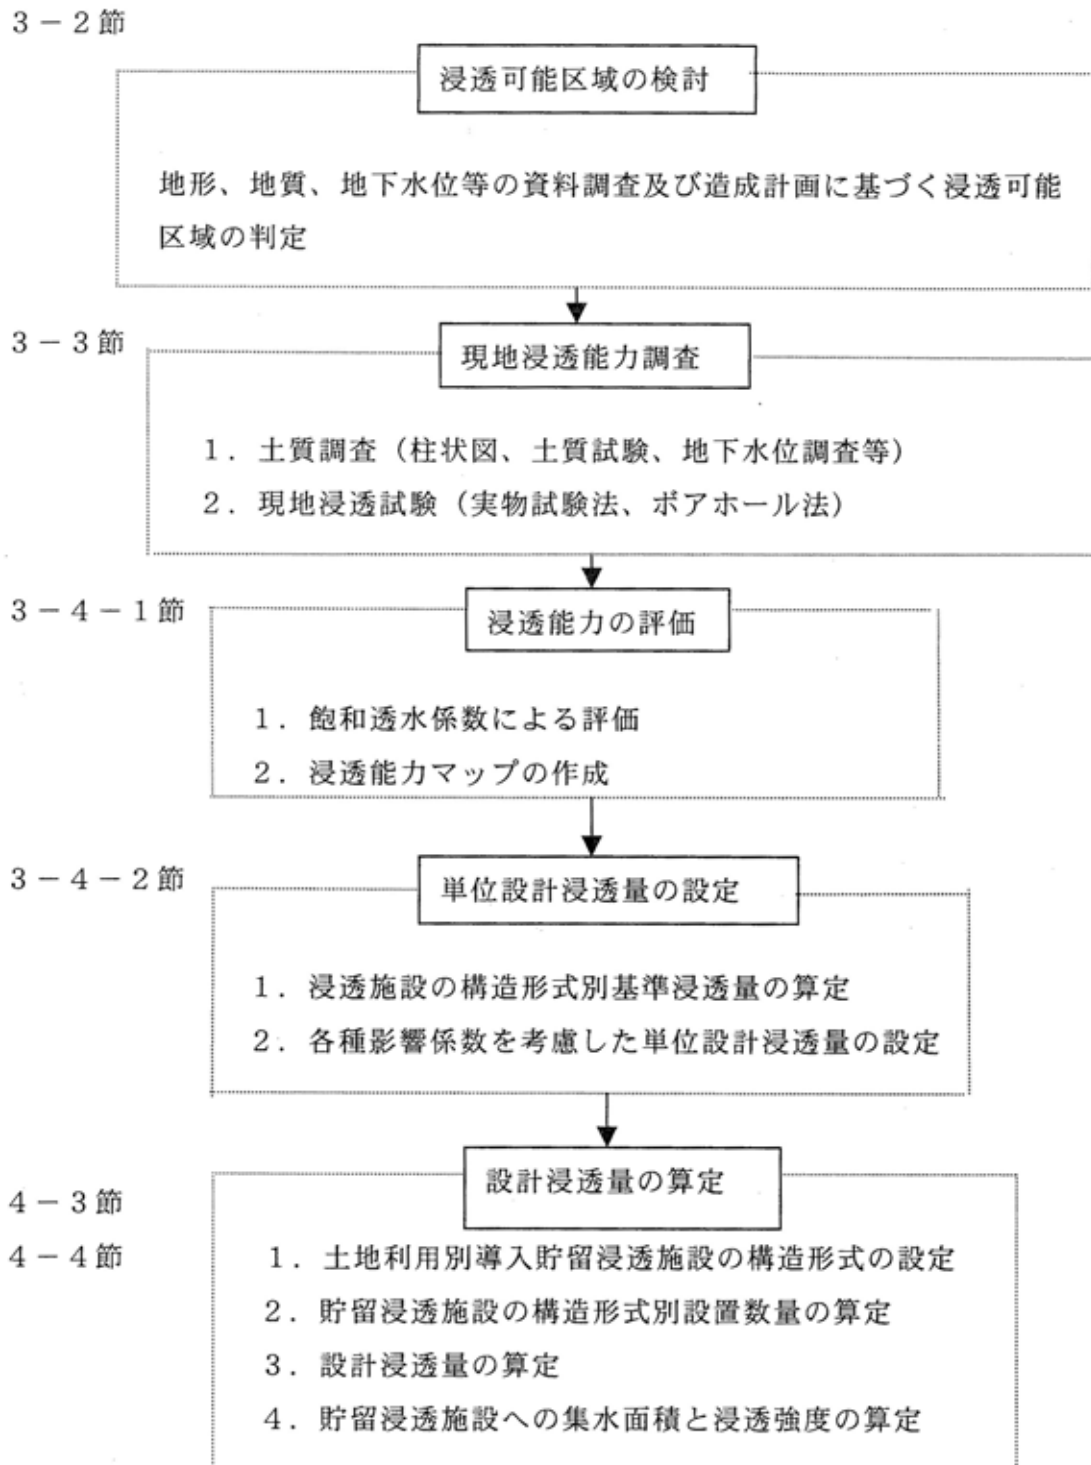 3－2節
浸透可能区域の検討
地形、地質、地下水位等の資料調査及び造成計画に基づく浸透可能
区域の判定
3－3節
現地浸透能力調査
1．土質調査（柱状図、土質試験、地下水位調査等）
2．現地浸透試験（実物試験法、ボアホール法）
3－4－1節
浸透能力の評価
1．飽和透水係数による評価
2．浸透能力マップの作成
3－4－2節
単位設計浸透量の設定
1．浸透施設の構造形式別基準浸透量の算定
2．各種影響係数を考慮した単位設計浸透量の設定
設計浸透量の算定
4－3節
4－4節
1．土地利用別導入貯留浸透施設の構造形式の設定
2．貯留浸透施設の構造形式別設置数量の算定
3．設計浸透量の算定
4．貯留浸透施設への集水面積と浸透強度の算定